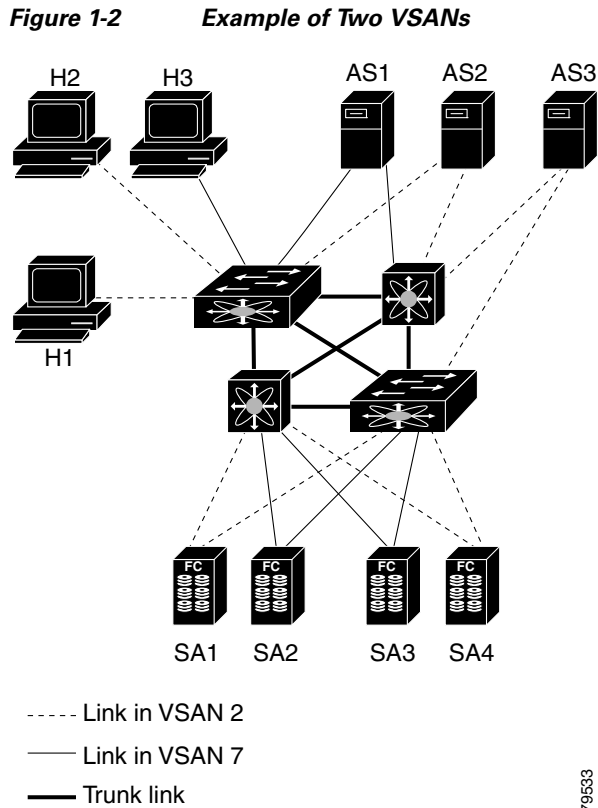 Figure 1-2 Example of Two VSANs
H2 H3 AS1 AS2 AS3
H1
FC FC FC FC
SA1 SA2 SA3 SA4
Link in VSAN 2
Link in VSAN 7
Trunk link
79533